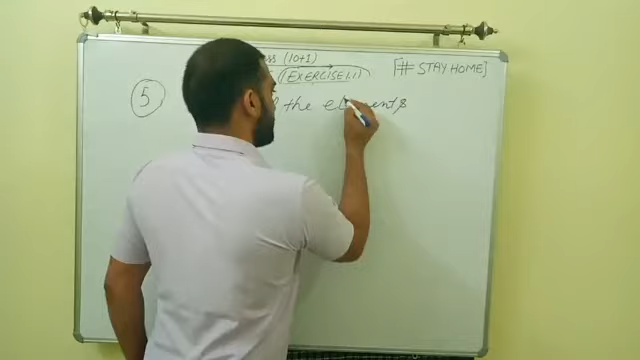 (10+1)
(EXERCISE 1.1)
[# STAY HOME]
5
the elements